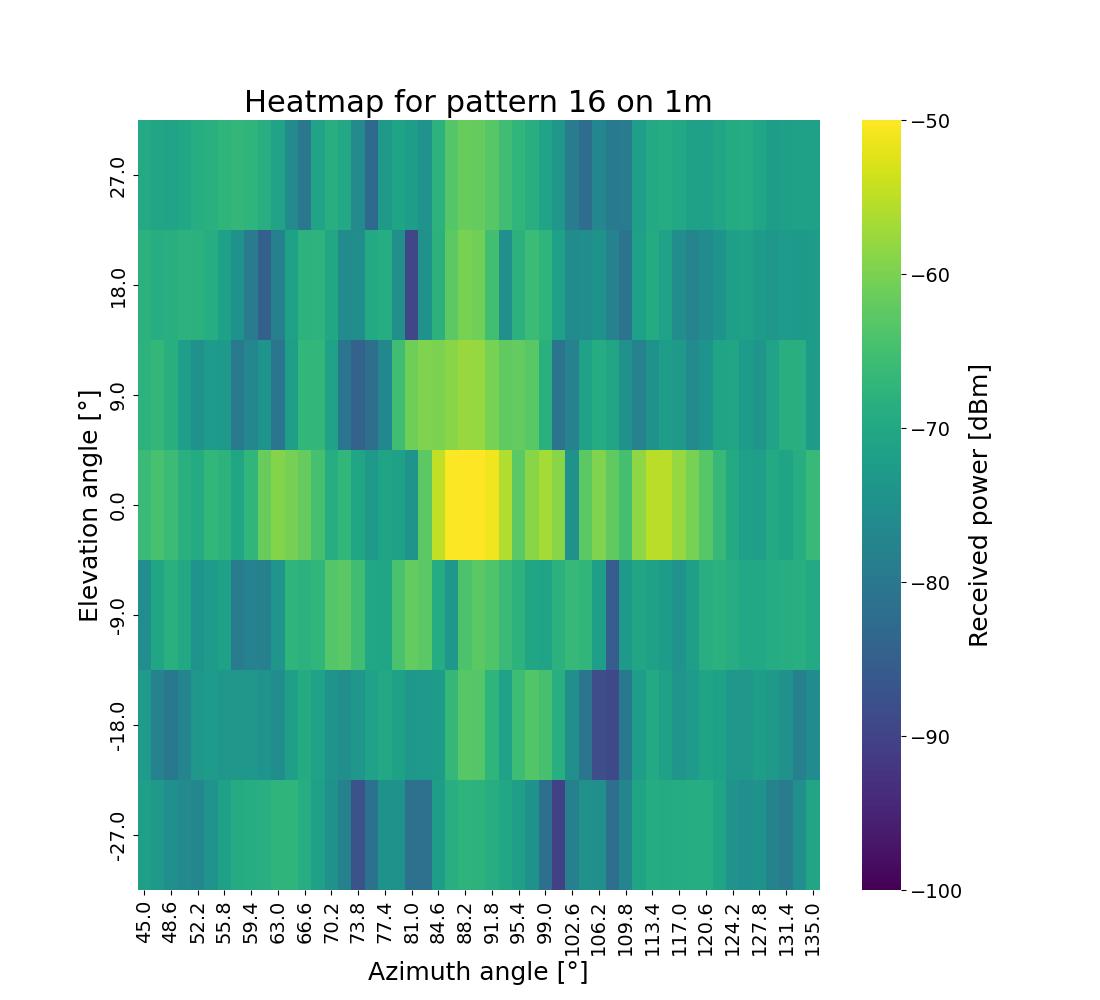 Heatmap for pattern 16 on 1m
Elevation angle [°]
27.0
18.0
9.0
0.0
-9.0
-18.0
-27.0
45.0 48.6 52.2 55.8 59.4 63.0 66.6 70.2 73.8 77.4 81.0 84.6 88.2 91.8 95.4 99.0 102.6 106.2 109.8 113.4 117.0 120.6 124.2 127.8 131.4 135.0
Azimuth angle [°]
−50
−60
−70
−80
−90
−100
Received power [dBm]